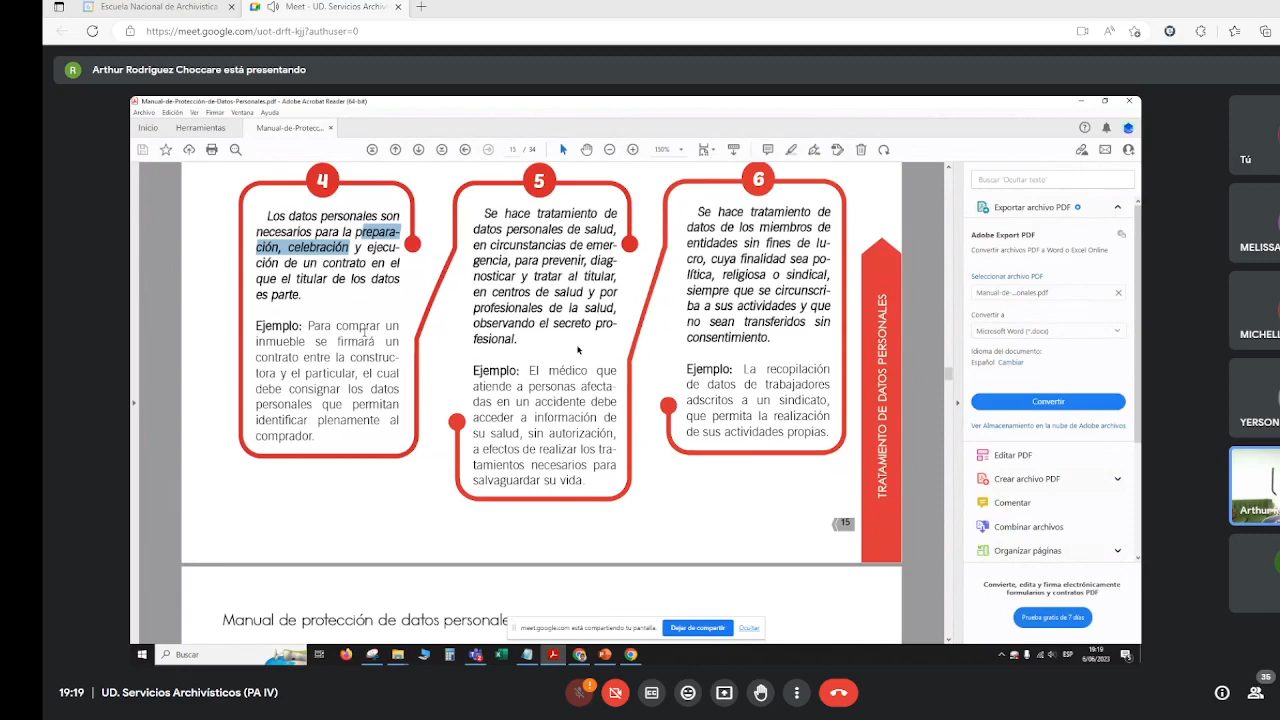 Escuela Nacional de Archivística
Meet - UD. Servicios Archiv
https://meet.google.com/uot-drft-kjj?authuser=0
R
Arthur Rodriguez Choccare está presentando
Manual-de-Protección-de-Datos-Personales.pdf - Adobe Acrobat Reader (64-bit)
Archivo Edición Ver Firmar Ventana Ayuda
Inicio Herramientas Manual-de-Protecc...
15 / 34
150%
4
Los datos personales son
necesarios para la prepara-
ción, celebración y ejecu-
ción de un contrato en el
que el titular de los datos
es parte.
Ejemplo: Para comprar un
inmueble se firmará un
contrato entre la construc-
tora y el particular, el cual
debe consignar los datos
personales que permitan
identificar plenamente al
comprador.
5
Se hace tratamiento de
datos personales de salud,
en circunstancias de emer-
gencia, para prevenir, diag-
nosticar y tratar al titular,
en centros de salud y por
profesionales de la salud,
observando el secreto pro-
fesional.
Ejemplo: El médico que
atiende a personas afecta-
das en un accidente debe
acceder a información de
su salud, sin autorización,
a efectos de realizar los tra-
tamientos necesarios para
salvaguardar su vida.
6
Se hace tratamiento de
datos de los miembros de
entidades sin fines de lu-
cro, cuya finalidad sea po-
lítica, religiosa o sindical,
siempre que se circunscri-
ba a sus actividades y que
no sean transferidos sin
consentimiento.
Ejemplo: La recopilación
de datos de trabajadores
adscritos a un sindicato,
que permita la realización
de sus actividades propias.
TRATAMIENTO DE DATOS PERSONALES
15
Manual de protección de datos personale
Buscar 'Ocultar texto'
Exportar archivo PDF
Adobe Export PDF
Convertir archivos PDF a Word o Excel Online
Seleccionar archivo PDF
Manual-de-...onales.pdf
Convertir a
Microsoft Word (*.docx)
Idioma del documento:
Español Cambiar
Convertir
Ver Almacenamiento en la nube de Adobe archivos
Editar PDF
Crear archivo PDF
Comentar
Combinar archivos
Organizar páginas
Convierte, edita y firma electrónicamente
formularios y contratos PDF
Prueba gratis de 7 días
meet.google.com está compartiendo tu pantalla.
Dejar de compartir
Ocultar
Buscar
ESP
19:19
6/06/2023
Tú
MELISSA
MICHELL
YERSON
Arthur
19:19 | UD. Servicios Archivísticos (PA IV)
35